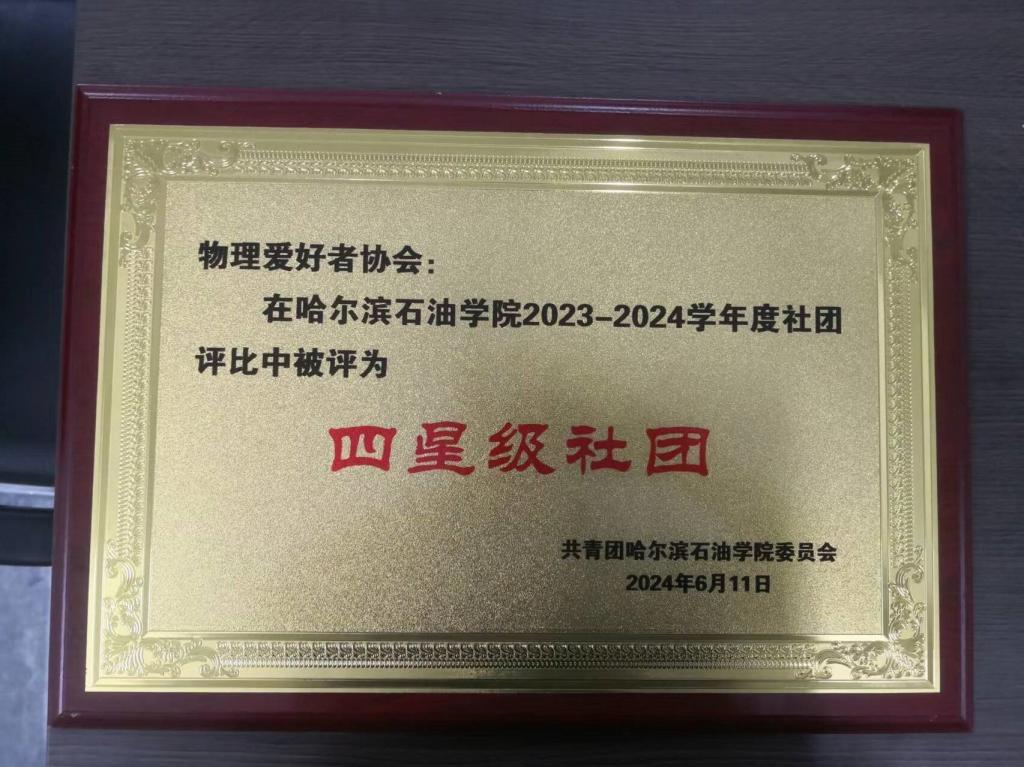 物理爱好者协会：
在哈尔滨石油学院2023-2024学年度社团
评比中被评为
四星级社团
共青团哈尔滨石油学院委员会
2024年6月11日